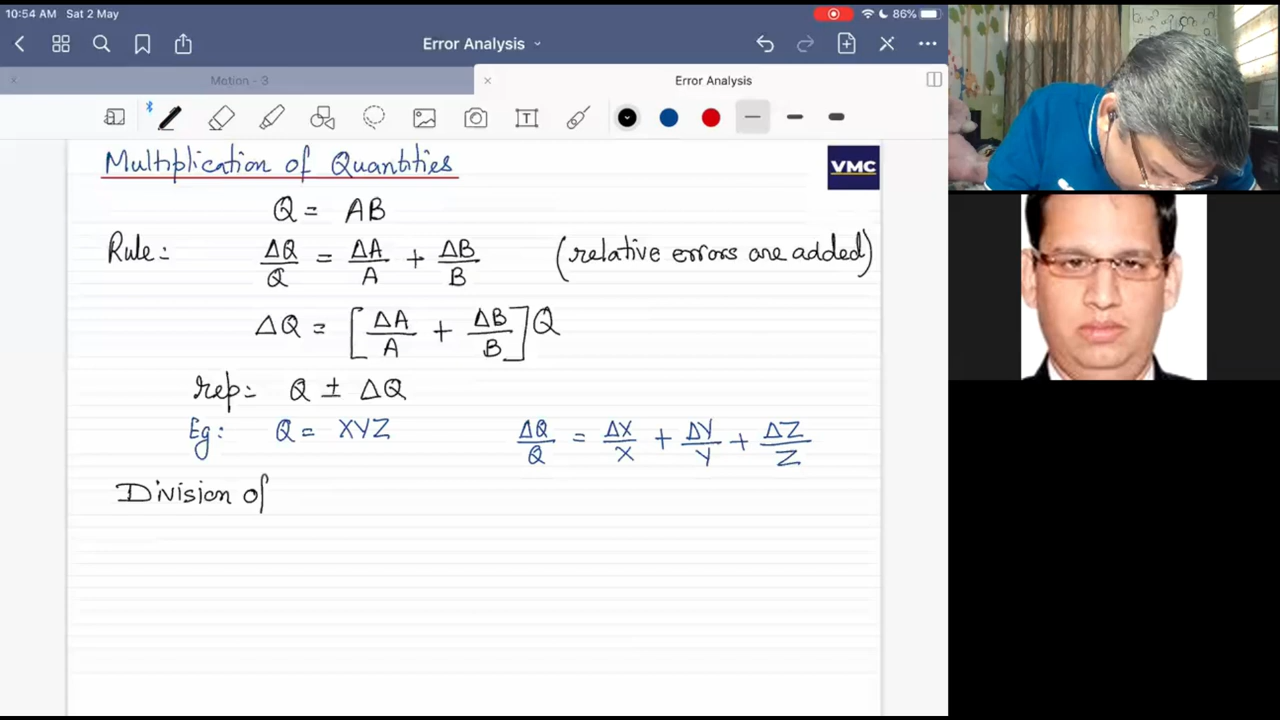 10:54 AM Sat 2 May 86%
Error Analysis
Motion - 3 Error Analysis
Multiplication of Quantities
VMC
Q = AB
Rule: ΔQ/Q = ΔA/A + ΔB/B (relative errors are added)
ΔQ = [ΔA/A + ΔB/B]Q
rep: Q ± ΔQ
Eg: Q = XYZ ΔQ/Q = ΔX/X + ΔY/Y + ΔZ/Z
Division of